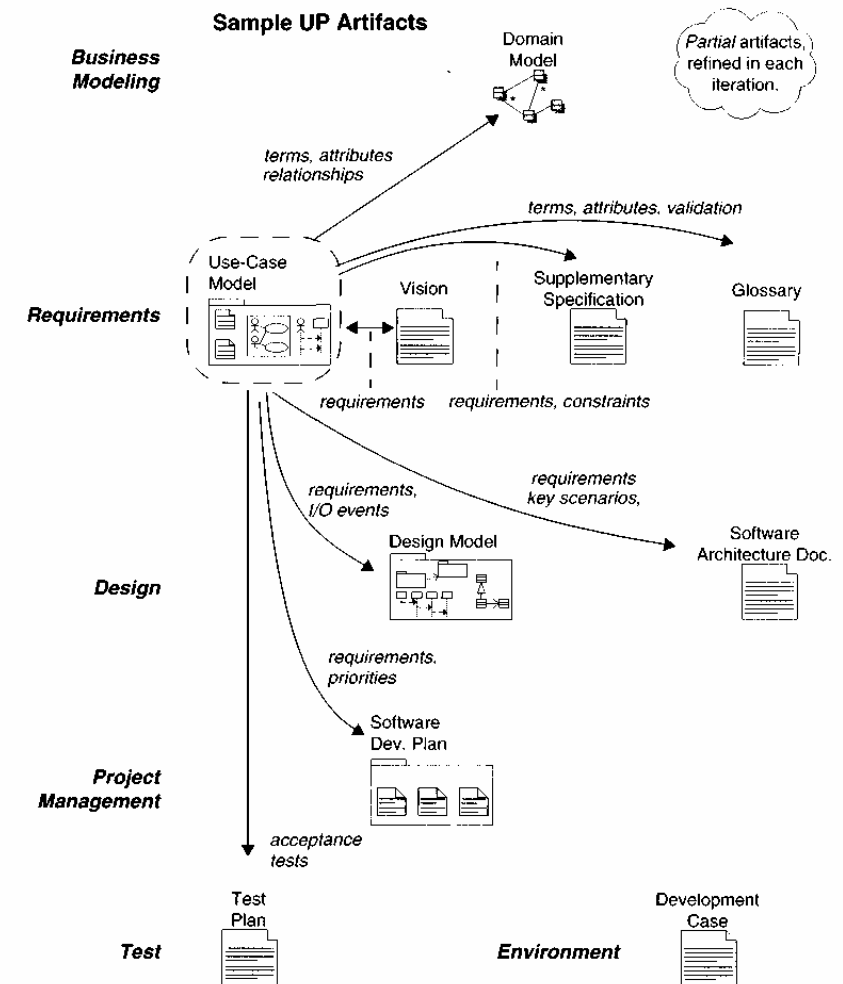 Sample UP Artifacts
Business
Modeling
Domain
Model
Partial artifacts,
refined in each
iteration.
*
*
terms, attributes
relationships
terms, attributes, validation
Use-Case
Model
Vision
Supplementary
Specification
Glossary
Requirements
requirements
requirements, constraints
requirements,
I/O events
requirements
key scenarios,
Design Model
Software
Architecture Doc.
Design
requirements,
priorities
Software
Dev. Plan
Project
Management
acceptance
tests
Test
Plan
Development
Case
Test
Environment